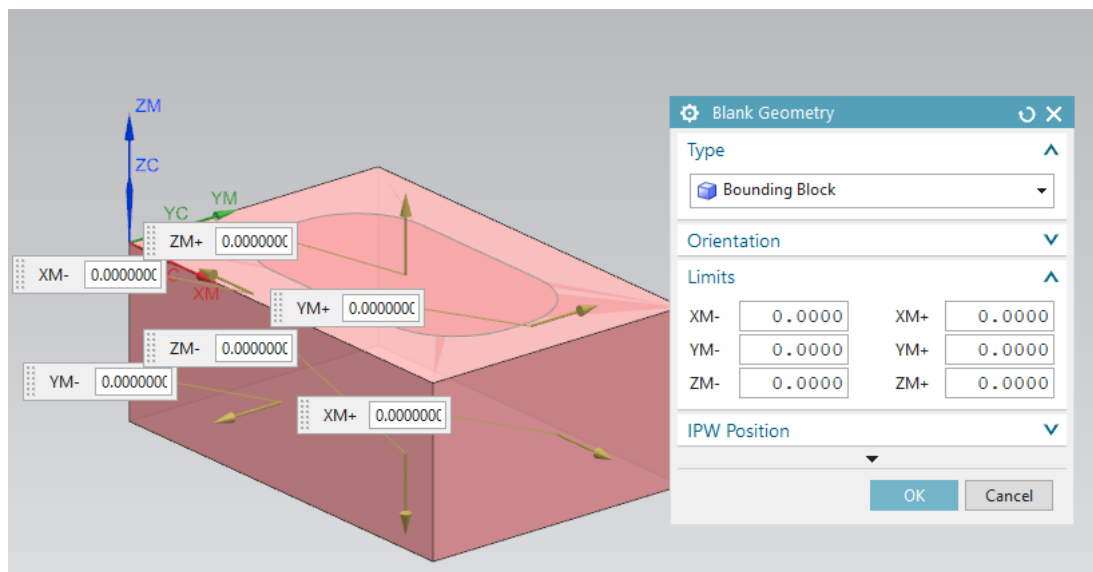 ZM
ZC
YM
YC
ZM+ 0.0000000
XM- 0.0000000
C
XM
YM+ 0.0000000
ZM- 0.0000000
YM- 0.0000000
XM+ 0.0000000
Blank Geometry
Type
Bounding Block
Orientation
Limits
XM- 0.0000 XM+ 0.0000
YM- 0.0000 YM+ 0.0000
ZM- 0.0000 ZM+ 0.0000
IPW Position
OK Cancel